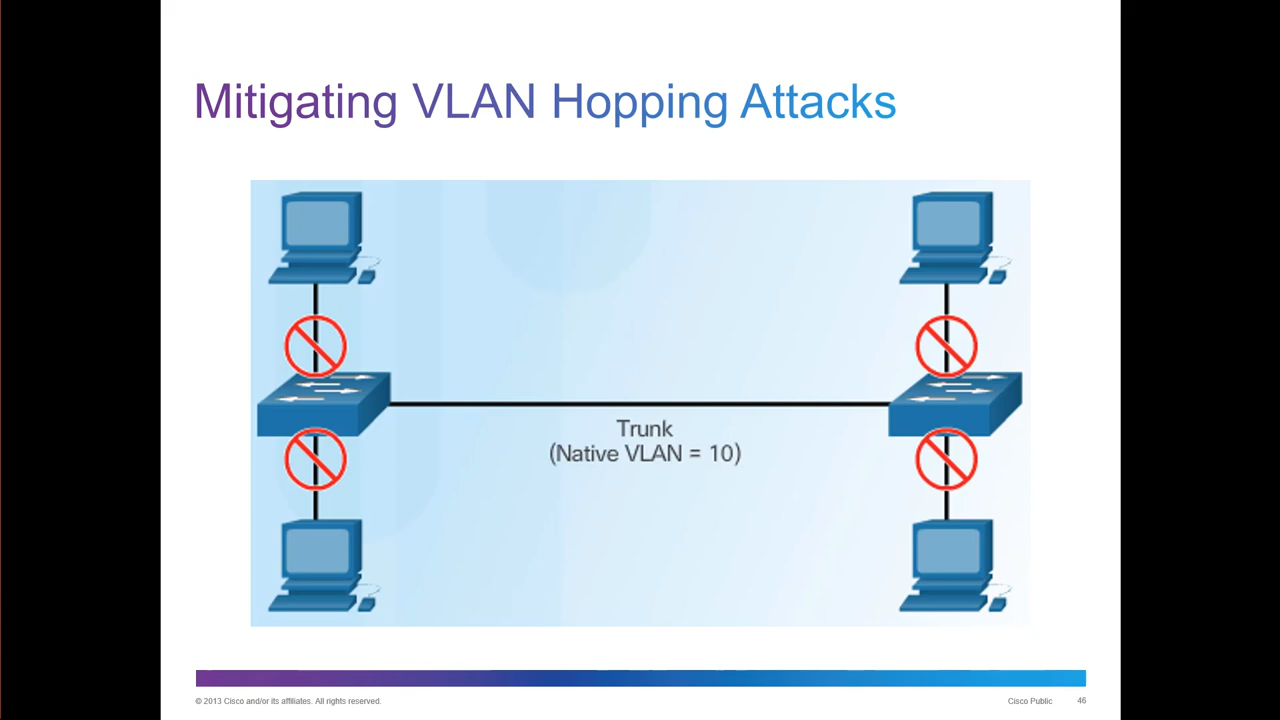 Mitigating VLAN Hopping Attacks
Trunk
(Native VLAN = 10)
© 2013 Cisco and/or its affiliates. All rights reserved.
Cisco Public
46